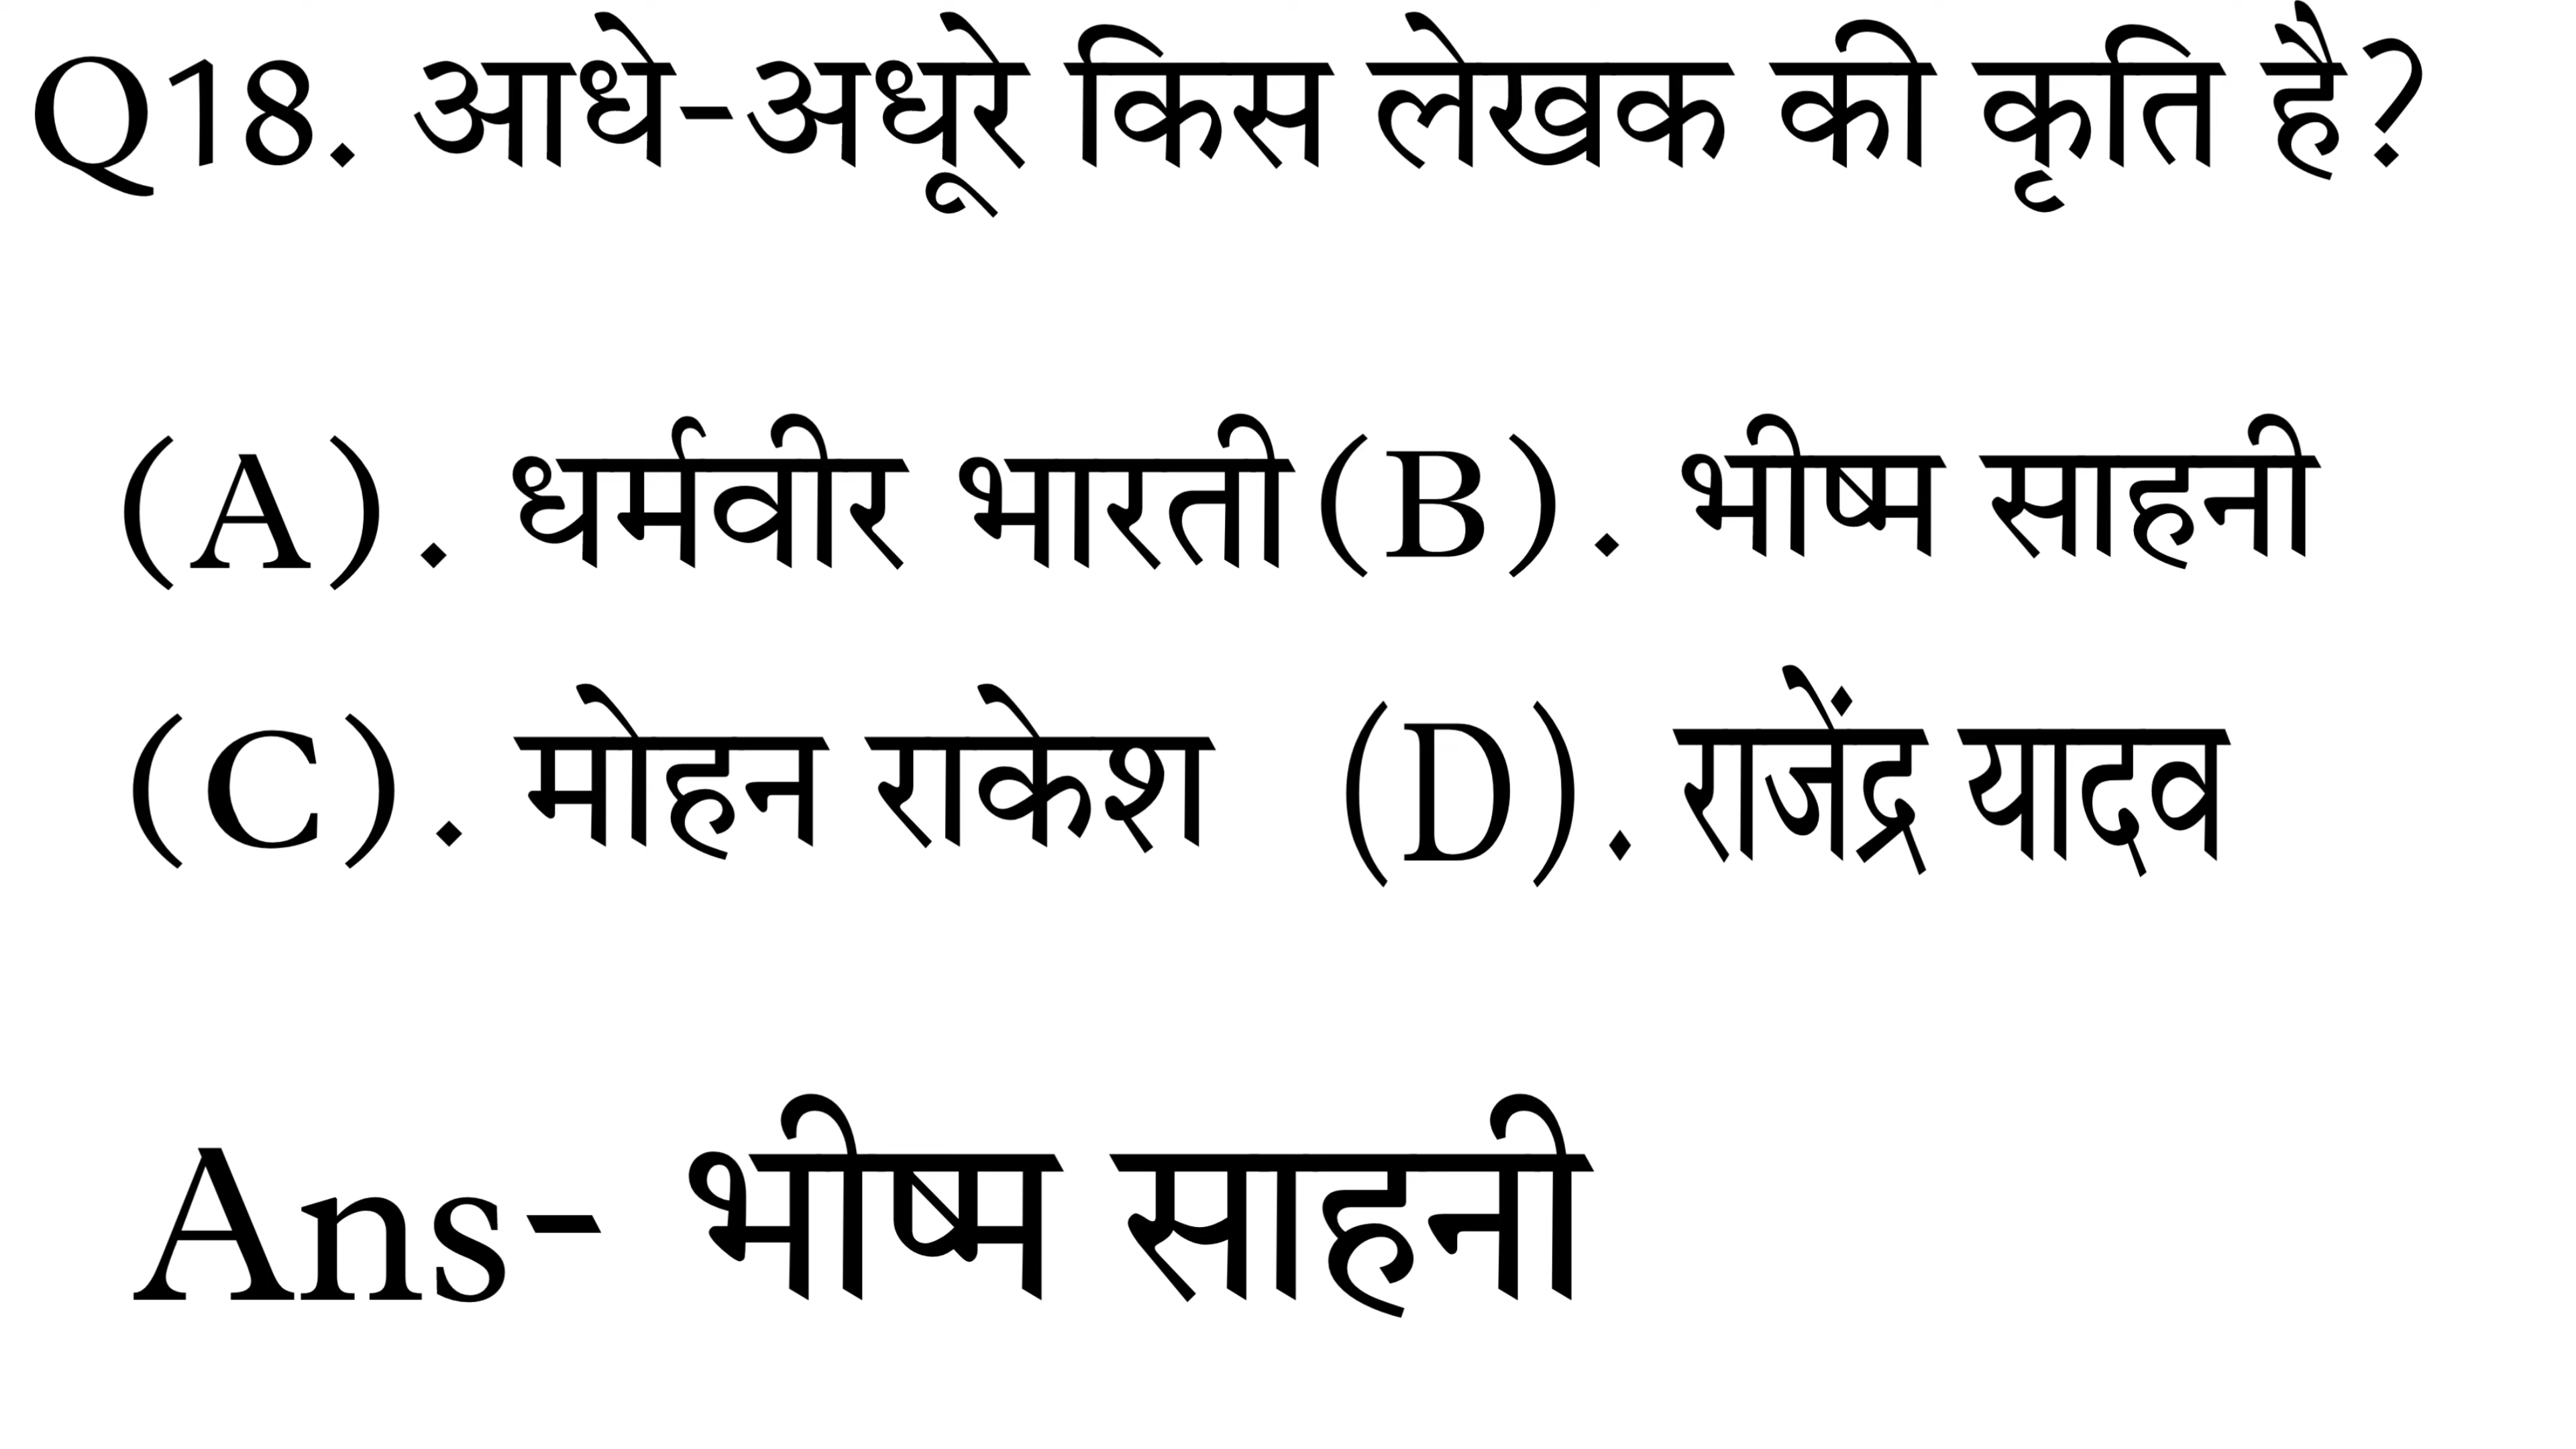 Q18. आधे-अधूरे किस लेखक की कृति है?
(A). धर्मवीर भारती (B). भीष्म साहनी
(C). मोहन राकेश (D). राजेंद्र यादव
Ans- भीष्म साहनी